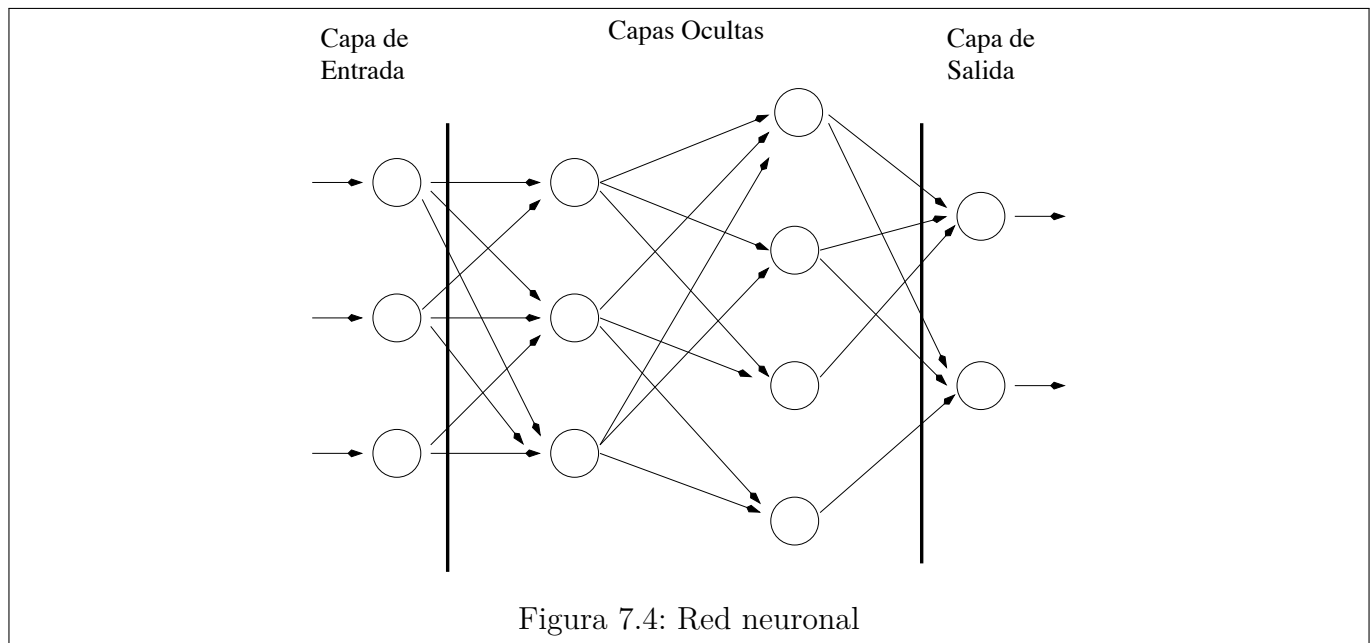 Capa de
Entrada
Capas Ocultas
Capa de
Salida
Figura 7.4: Red neuronal